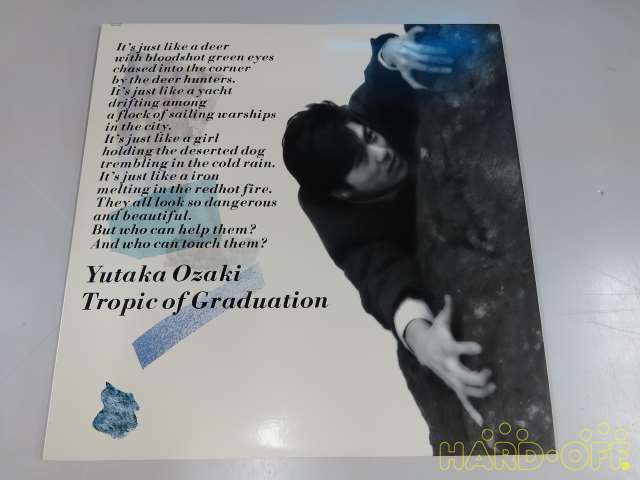 It's just like a deer
with bloodshot green eyes
chased into the corner
by the deer hunters.
It's just like a yacht
drifting among
a flock of sailing warships
in the city.
It's just like a girl
holding the deserted dog
trembling in the cold rain.
It's just like a iron
melting in the redhot fire.
They all look so dangerous
and beautiful.
But who can help them?
And who can touch them?
Yutaka Ozaki
Tropic of Graduation
HARD-OFF